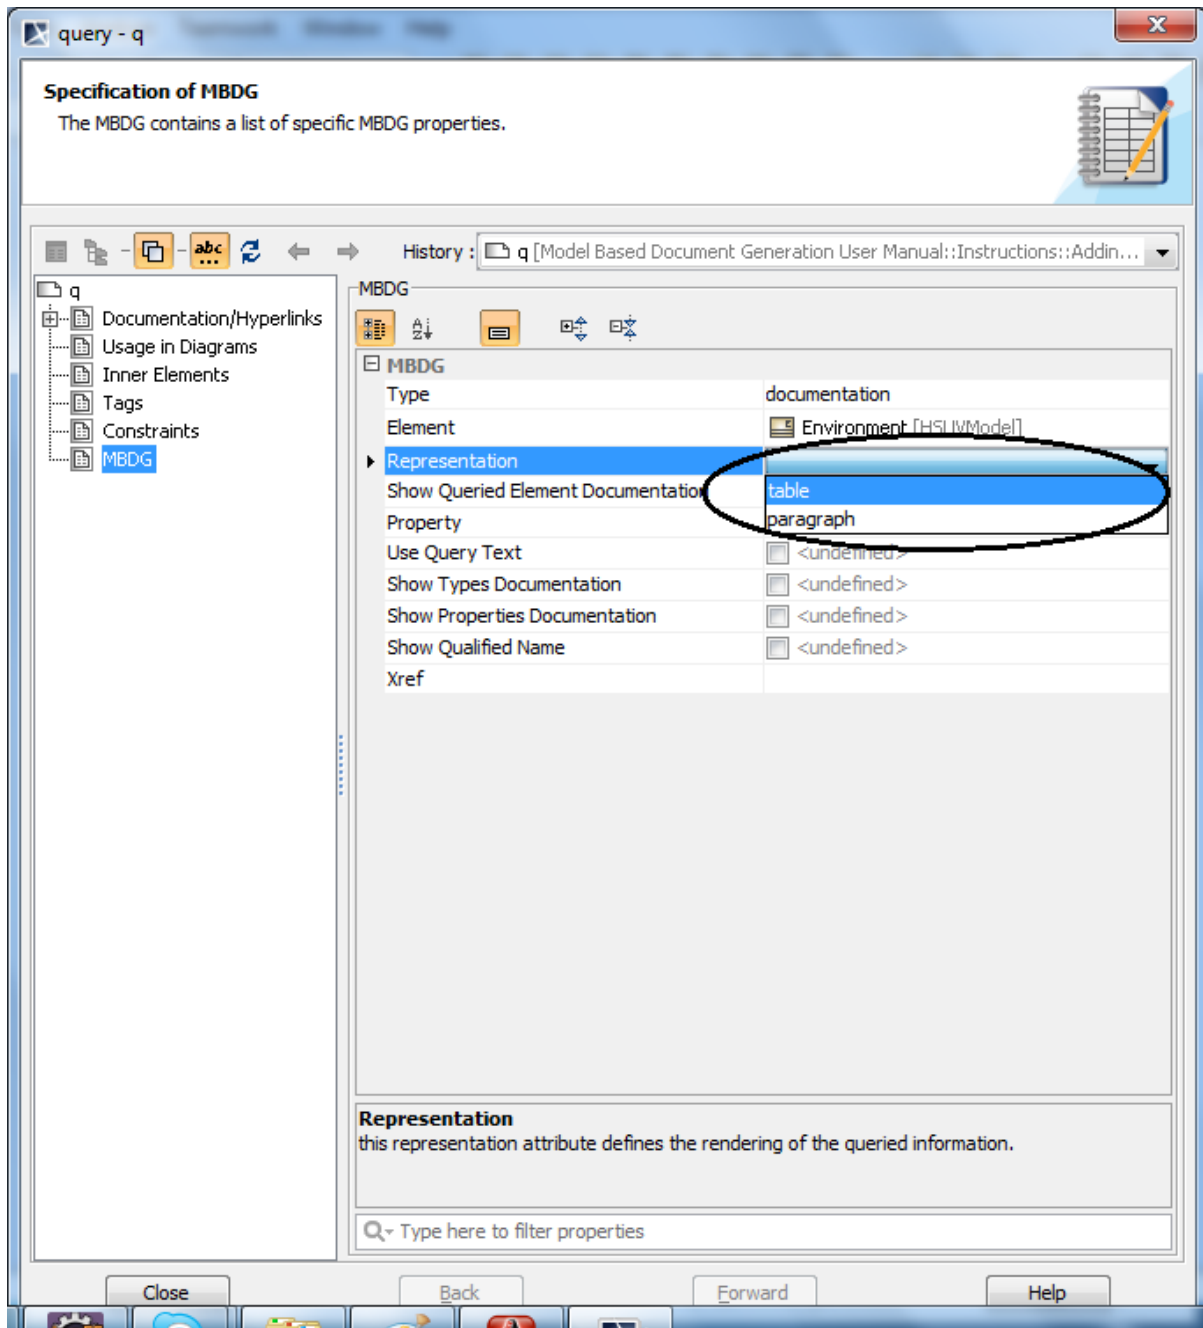 query - q
Specification of MBDG
The MBDG contains a list of specific MBDG properties.
abc
History : q [Model Based Document Generation User Manual::Instructions::Addin...
q
Documentation/Hyperlinks
Usage in Diagrams
Inner Elements
Tags
Constraints
MBDG
MBDG
MBDG
Type documentation
Element Environment [HSUVModel]
Representation
Show Queried Element Documentation table
Property paragraph
Use Query Text <undefined>
Show Types Documentation <undefined>
Show Properties Documentation <undefined>
Show Qualified Name <undefined>
Xref
Representation
this representation attribute defines the rendering of the queried information.
Type here to filter properties
Close Back Forward Help